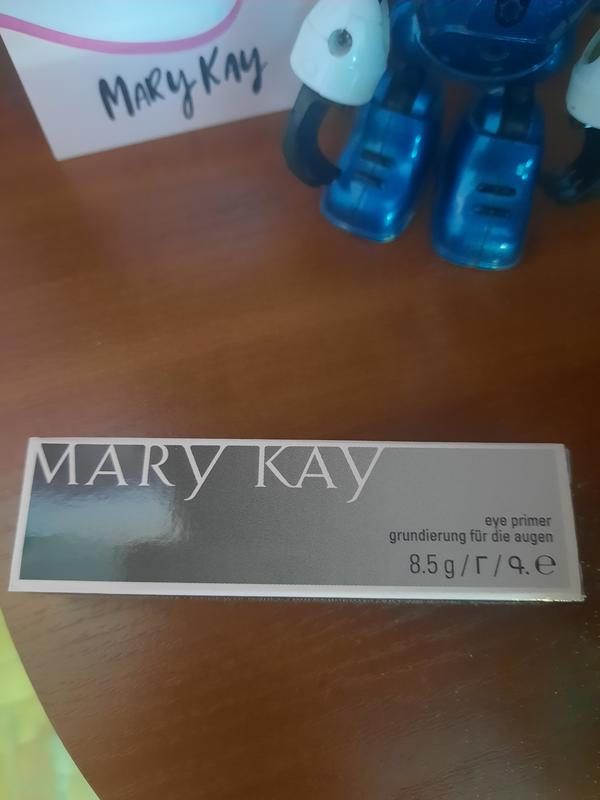 MARY KAY
MARY KAY
eye primer
grundierung für die augen
8.5 g / Г / գ. ℮